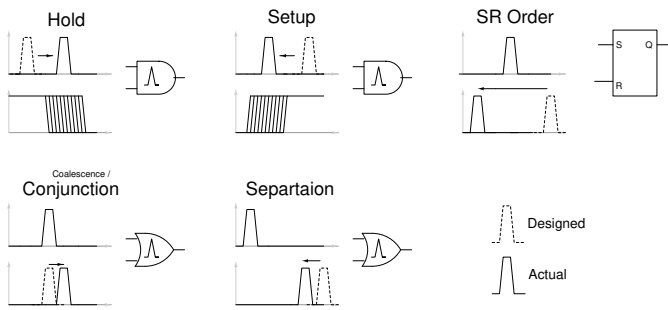 Hold
Setup
SR Order
S Q
R
Coalescence /
Conjunction
Separtaion
Designed
Actual